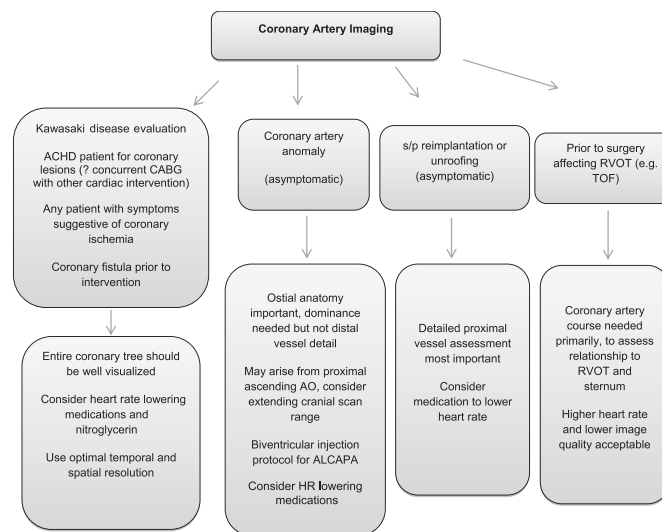 Coronary Artery Imaging
Kawasaki disease evaluation
ACHD patient for coronary
lesions (? concurrent CABG
with other cardiac intervention)
Any patient with symptoms
suggestive of coronary
ischemia
Coronary fistula prior to
intervention
Coronary artery
anomaly
(asymptomatic)
s/p reimplantation or
unroofing
(asymptomatic)
Prior to surgery
affecting RVOT (e.g.
TOF)
Entire coronary tree should
be well visualized
Consider heart rate lowering
medications and
nitroglycerin
Use optimal temporal and
spatial resolution
Ostial anatomy
important, dominance
needed but not distal
vessel detail
May arise from proximal
ascending AO, consider
extending cranial scan
range
Biventricular injection
protocol for ALCAPA
Consider HR lowering
medications
Detailed proximal
vessel assessment
most important
Consider
medication to lower
heart rate
Coronary artery
course needed
primarily, to assess
relationship to
RVOT and
sternum
Higher heart rate
and lower image
quality acceptable